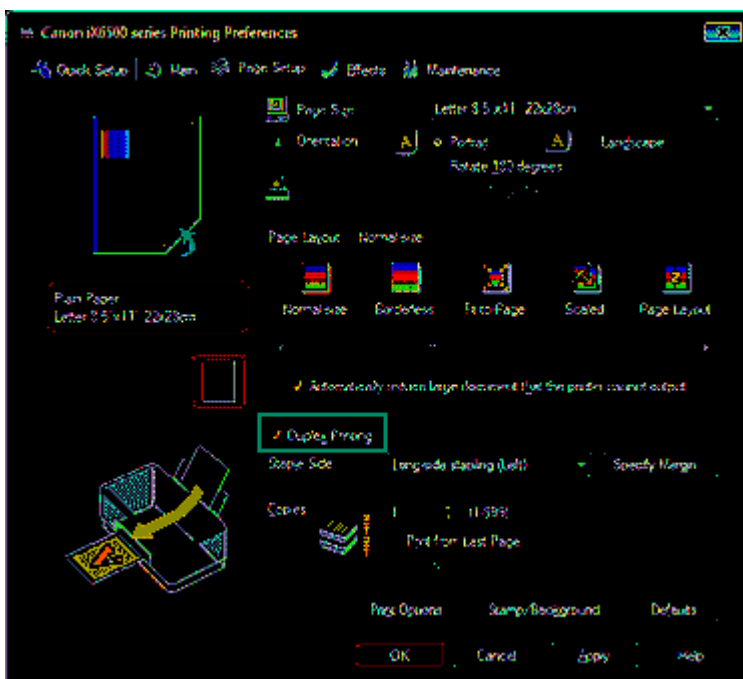 Canon iX6500 series Printing Preferences
Quick Setup Main Page Setup Effects Maintenance
Page Size Letter 8.5"x11" 22x28cm
Orientation A Portrait A Landscape
Rotate 180 degrees
Page Layout Normal-size
Normal-size Borderless Fit-to-Page Scaled Page Layout
Plain Paper
Letter 8.5"x11" 22x28cm
Automatically reduce large document that the printer cannot output
Duplex Printing
Staple Side Long-side stapling (Left) Specify Margin
Copies 1 (1-999)
Print from Last Page
Print Options Stamp/Background Defaults
OK Cancel Apply Help